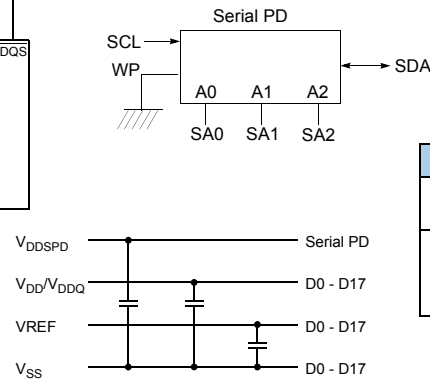 Serial PD
SCL
DQS
WP
SDA
A0 A1 A2
SA0 SA1 SA2
VDDSPD Serial PD
VDD/VDDQ D0 - D17
VREF D0 - D17
VSS D0 - D17